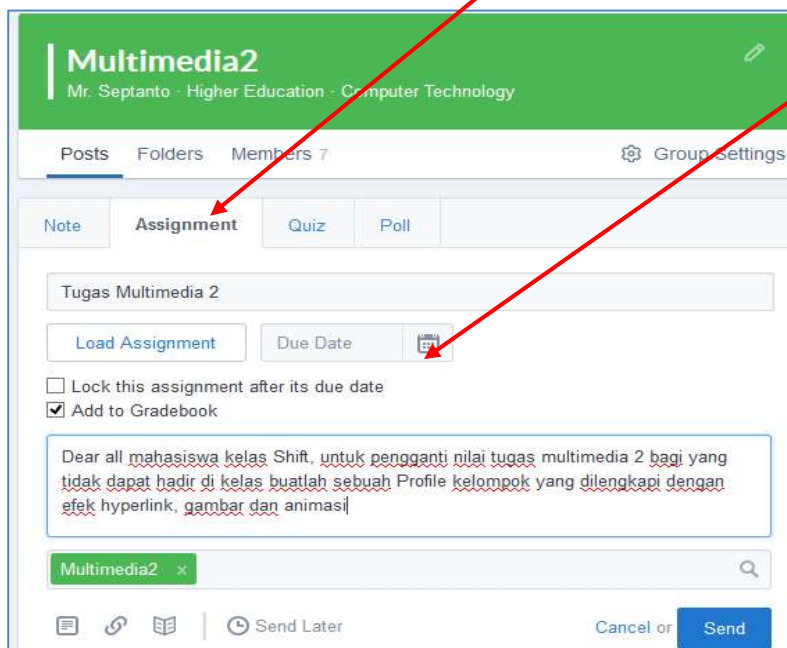 Multimedia2
Mr. Septanto · Higher Education · Computer Technology
Posts Folders Members 7 Group Settings
Note Assignment Quiz Poll
Tugas Multimedia 2
Load Assignment Due Date
Lock this assignment after its due date
Add to Gradebook
Dear all mahasiswa kelas Shift, untuk pengganti nilai tugas multimedia 2 bagi yang
tidak dapat hadir di kelas buatlah sebuah Profile kelompok yang dilengkapi dengan
efek hyperlink, gambar dan animasi
Multimedia2 ×
Send Later Cancel or Send